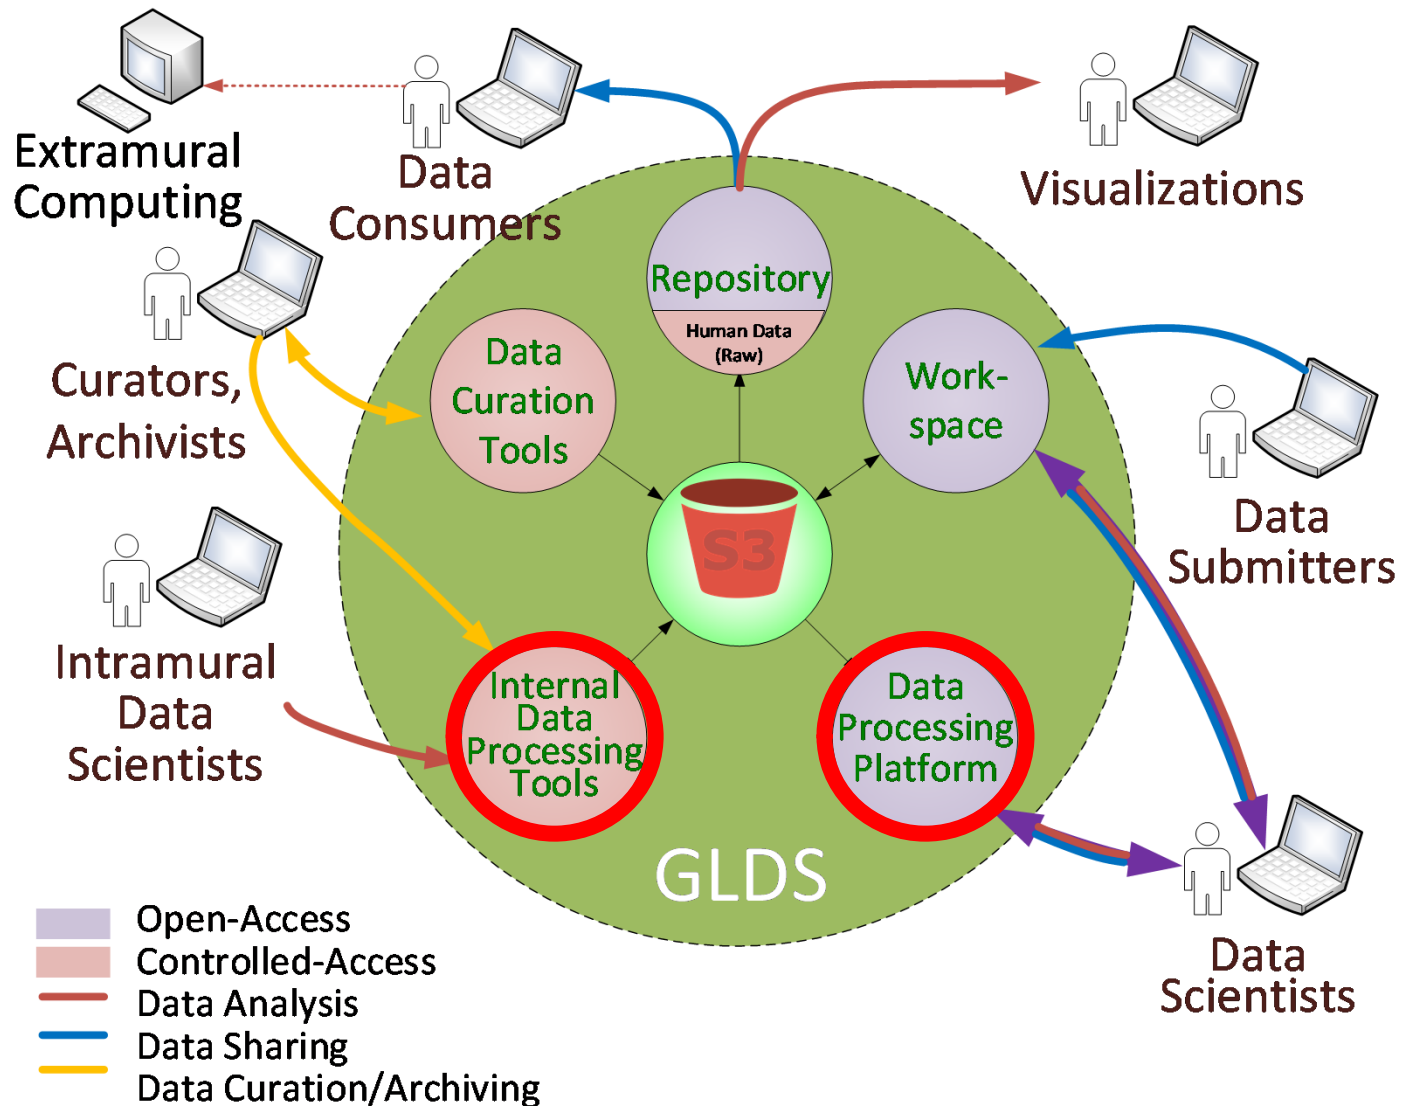 Extramural
Computing
Data
Consumers
Visualizations
Repository
Human Data
(Raw)
Data
Curation
Tools
Work-
space
Curators,
Archivists
Data
Submitters
S3
Intramural
Data
Scientists
Internal
Data
Processing
Tools
Data
Processing
Platform
GLDS
Data
Scientists
Open-Access
Controlled-Access
Data Analysis
Data Sharing
Data Curation/Archiving